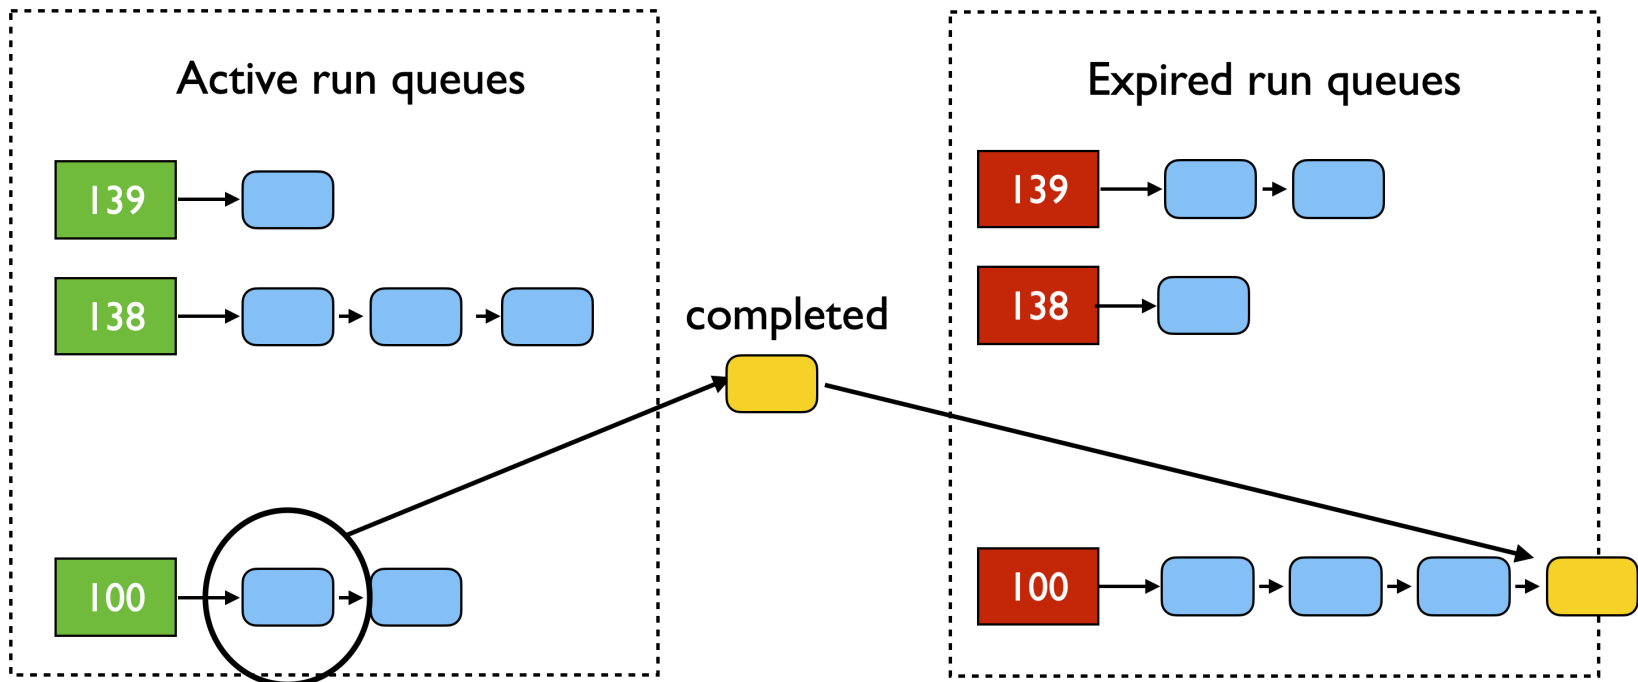 Active run queues
139
138
100
completed
Expired run queues
139
138
100